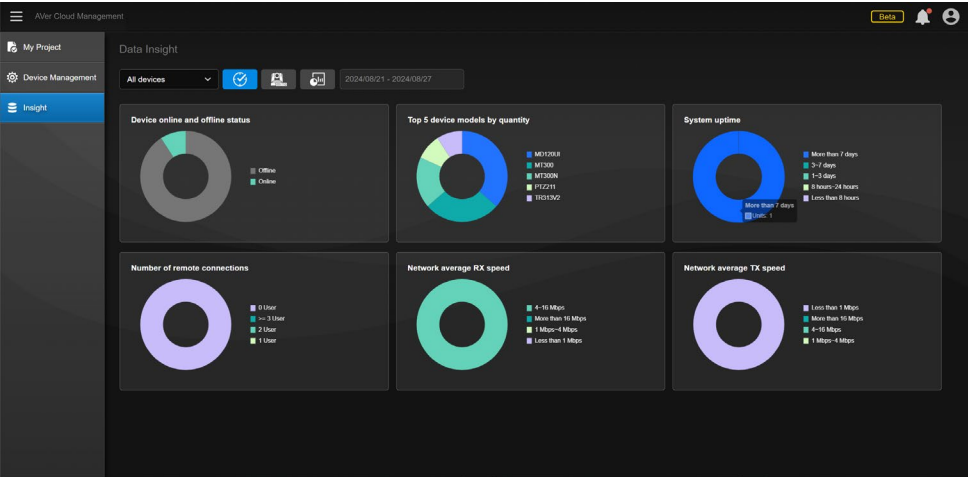 AVer Cloud Management
Beta
My Project
Device Management
Insight
Data Insight
All devices
2024/08/21 - 2024/08/27
Device online and offline status
Offline
Online
Top 5 device models by quantity
MD120UI
MT300
MT300N
PTZ211
TR313V2
System uptime
More than 7 days
3~7 days
1~3 days
8 hours~24 hours
Less than 8 hours
More than 7 days
Units: 1
Number of remote connections
0 User
>= 3 User
2 User
1 User
Network average RX speed
4~16 Mbps
More than 16 Mbps
1 Mbps~4 Mbps
Less than 1 Mbps
Network average TX speed
Less than 1 Mbps
More than 16 Mbps
4~16 Mbps
1 Mbps~4 Mbps